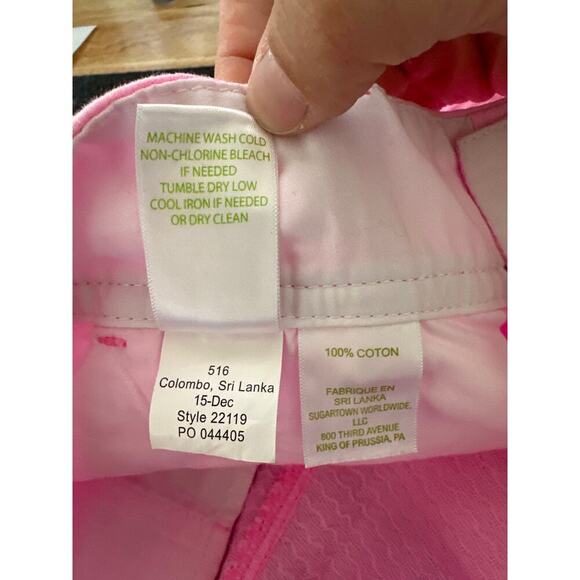 MACHINE WASH COLD
NON-CHLORINE BLEACH
IF NEEDED
TUMBLE DRY LOW
COOL IRON IF NEEDED
OR DRY CLEAN
516
Colombo, Sri Lanka
15-Dec
Style 22119
PO 044405
100% COTON
FABRIQUE EN
SRI LANKA
SUGARTOWN WORLDWIDE,
LLC
800 THIRD AVENUE
KING OF PRUSSIA, PA